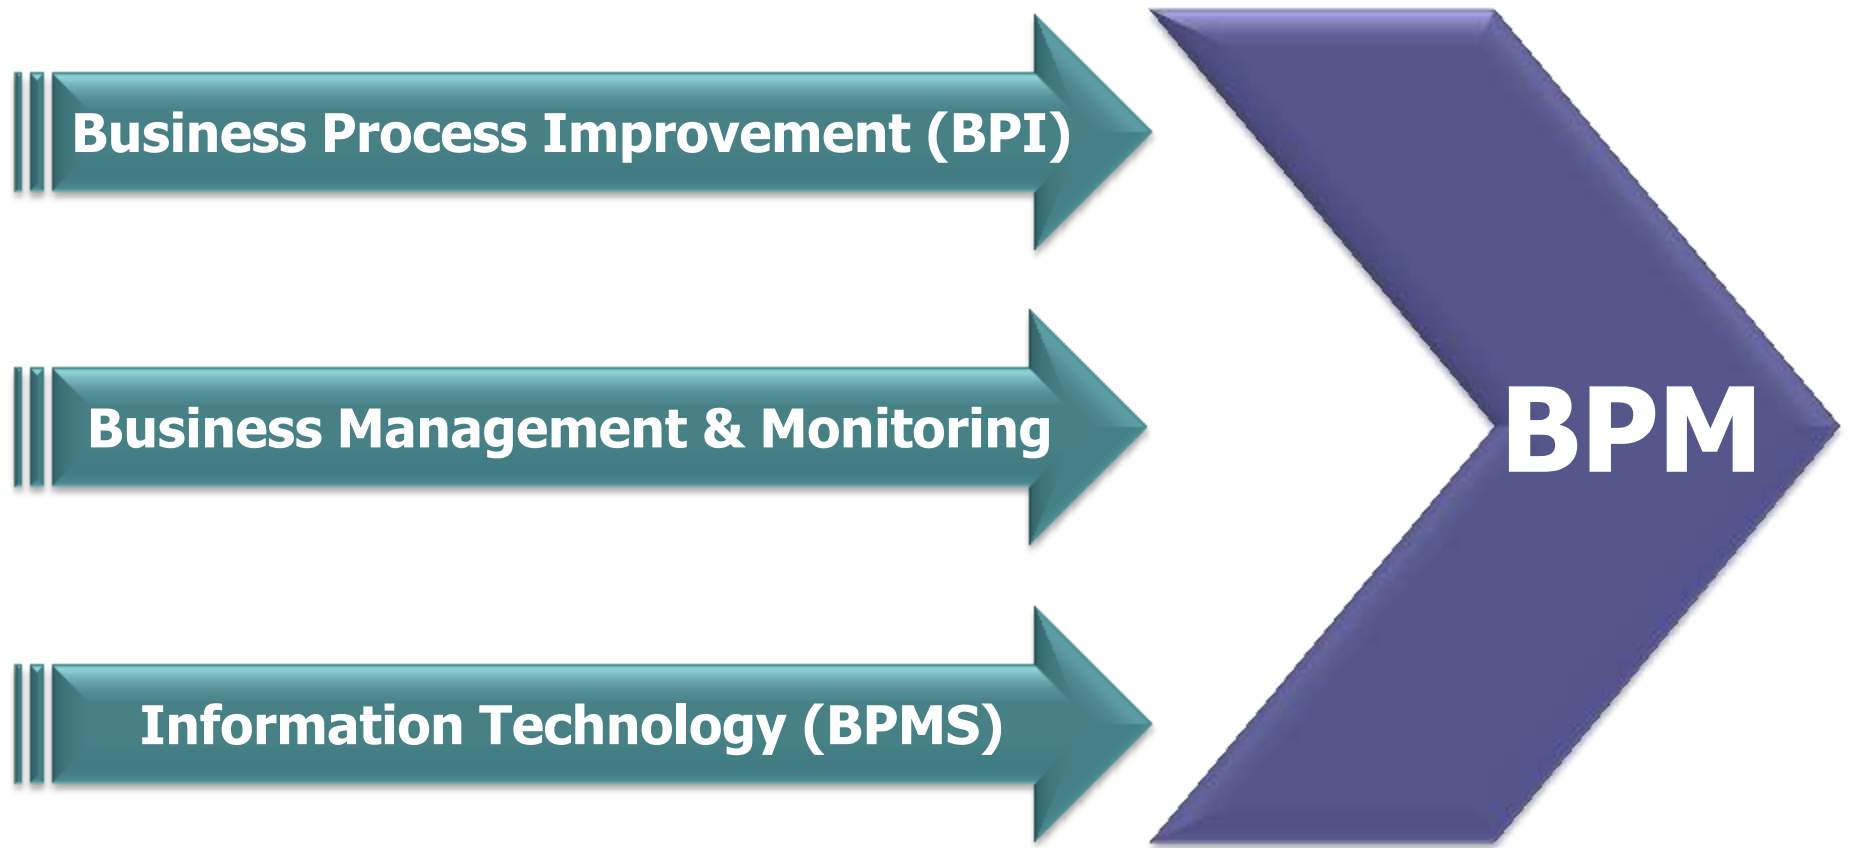 Business Process Improvement (BPI)
Business Management & Monitoring
BPM
Information Technology (BPMS)